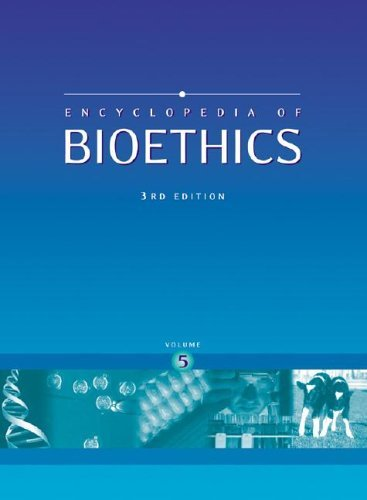 ENCYCLOPEDIA OF
BIOETHICS
3RD EDITION
VOLUME
5